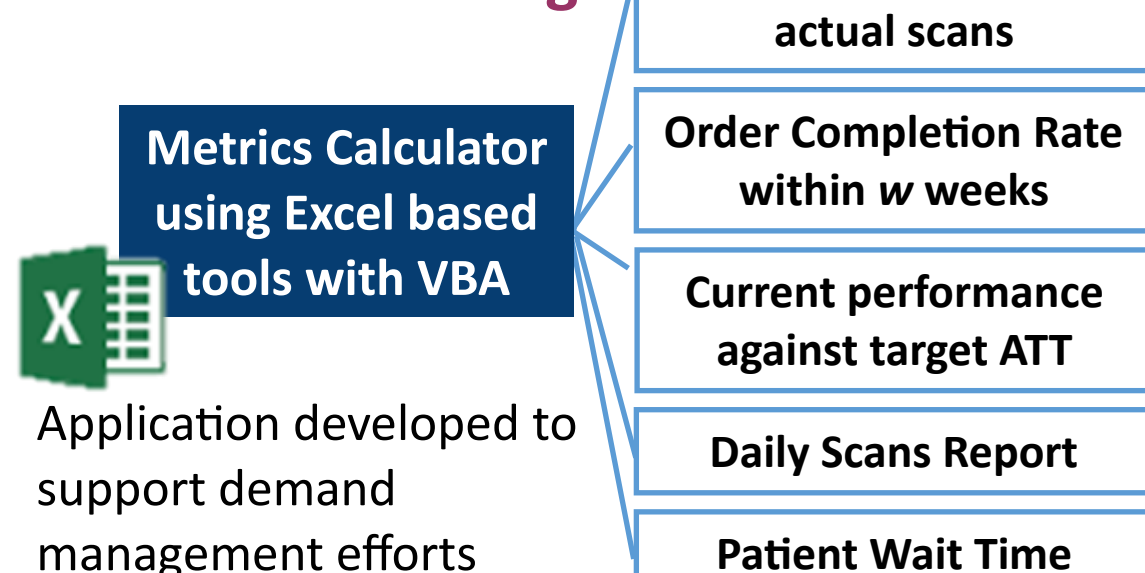 g
actual scans
Metrics Calculator
using Excel based
tools with VBA
X
Application developed to
support demand
management efforts
Order Completion Rate
within w weeks
Current performance
against target ATT
Daily Scans Report
Patient Wait Time